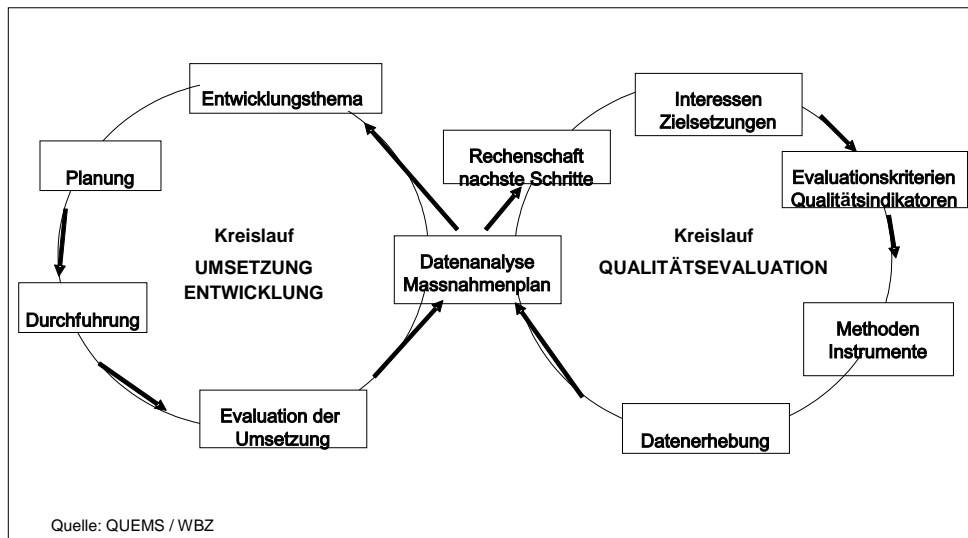 Entwicklungsthema
Interessen
Zielsetzungen
Rechenschaft
nachste Schritte
Planung
Evaluationskriterien
Qualitätsindikatoren
Kreislauf
UMSETZUNG
ENTWICKLUNG
Datenanalyse
Massnahmenplan
Kreislauf
QUALITÄTSEVALUATION
Durchfuhrung
Methoden
Instrumente
Evaluation der
Umsetzung
Datenerhebung
Quelle: QUEMS / WBZ